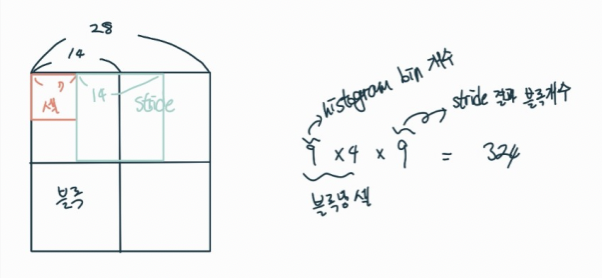 28
14
7
셀
14
stride
블록
histogram bin 개수
stride 결과 블록개수
9 × 4 × 9 = 324
블록당 셀